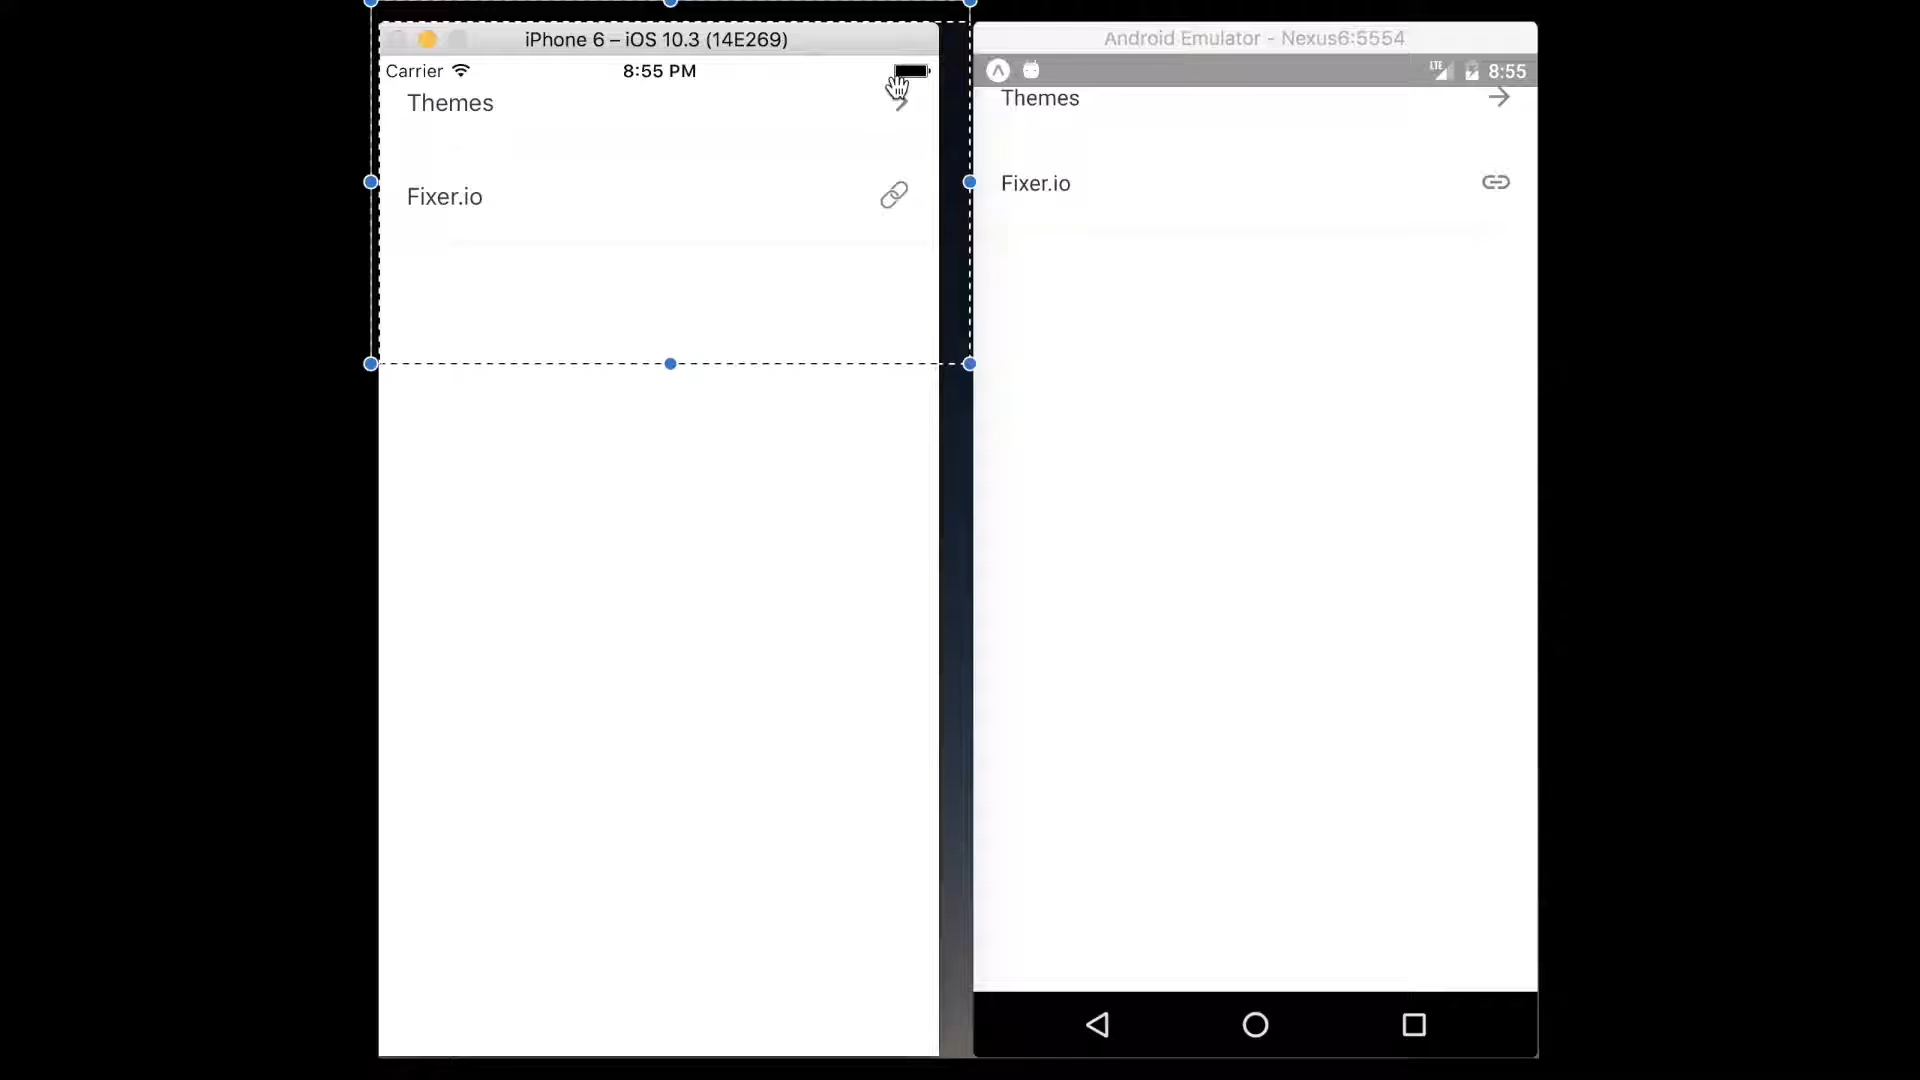 iPhone 6 – iOS 10.3 (14E269)
Carrier 8:55 PM
Themes
Fixer.io
Android Emulator - Nexus6:5554
LTE 8:55
Themes
Fixer.io